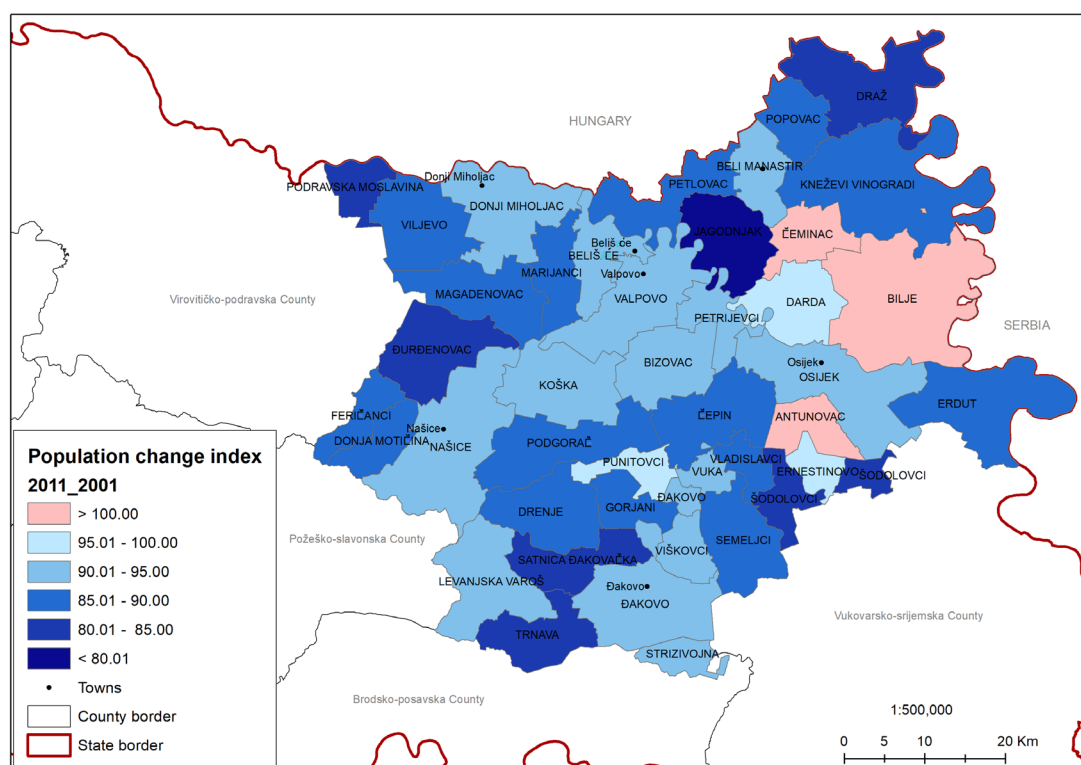 DRAŽ
POPOVAC
HUNGARY
BELI MANASTIR
Donji Miholjac
PODRAVSKA MOSLAVINA
PETLOVAC
KNEŽEVI VINOGRADI
DONJI MIHOLJAC
VILJEVO
JAGODNJAK
ČEMINAC
Beliš će
BELIŠ ĆE
MARIJANCI
Valpovo
MAGADENOVAC
VALPOVO
DARDA
BILJE
Virovitičko-podravska County
PETRIJEVCI
SERBIA
ĐURĐENOVAC
BIZOVAC
Osijek
OSIJEK
KOŠKA
ERDUT
FERIČANCI
ČEPIN
ANTUNOVAC
Našice
DONJA MOTIČINA
NAŠICE
PODGORAČ
PUNITOVCI
VLADISLAVCI
VUKA
ERNESTINOVO
ŠODOLOVCI
ĐAKOVO
ŠODOLOVCI
DRENJE
GORJANI
Požeško-slavonska County
SEMELJCI
VIŠKOVCI
SATNICA ĐAKOVAČKA
LEVANJSKA VAROŠ
Đakovo
ĐAKOVO
Vukovarsko-srijemska County
TRNAVA
STRIZIVOJNA
Brodsko-posavska County
Population change index
2011_2001
> 100.00
95.01 - 100.00
90.01 - 95.00
85.01 - 90.00
80.01 - 85.00
< 80.01
Towns
County border
State border
1:500,000
0 5 10 20 Km